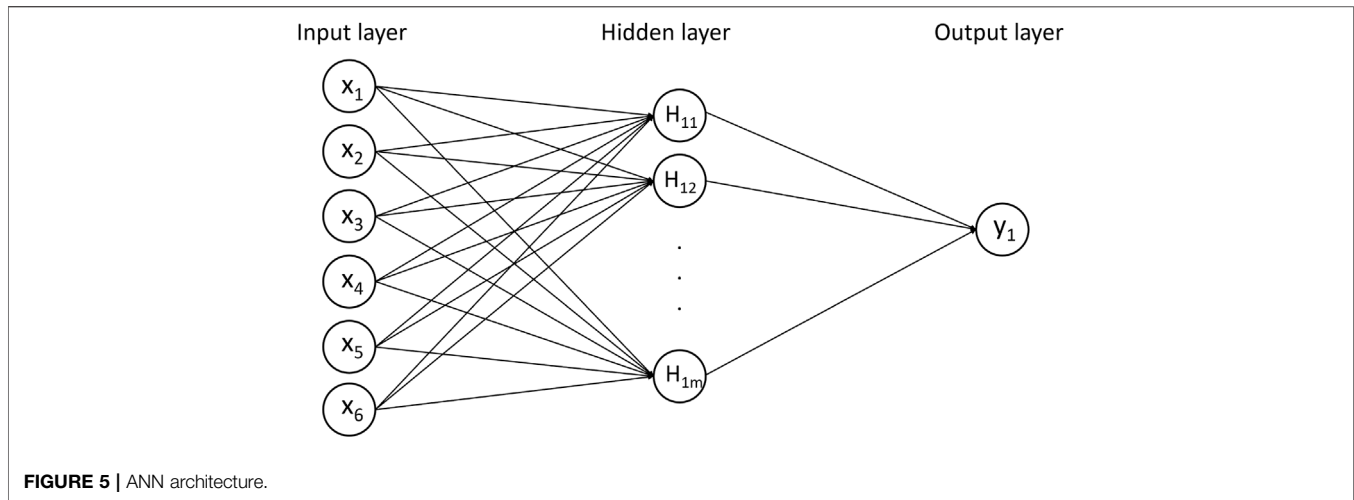 Input layer Hidden layer Output layer
x1
x2
x3
x4
x5
x6
H11
H12
.
.
.
H1m
y1
FIGURE 5 | ANN architecture.